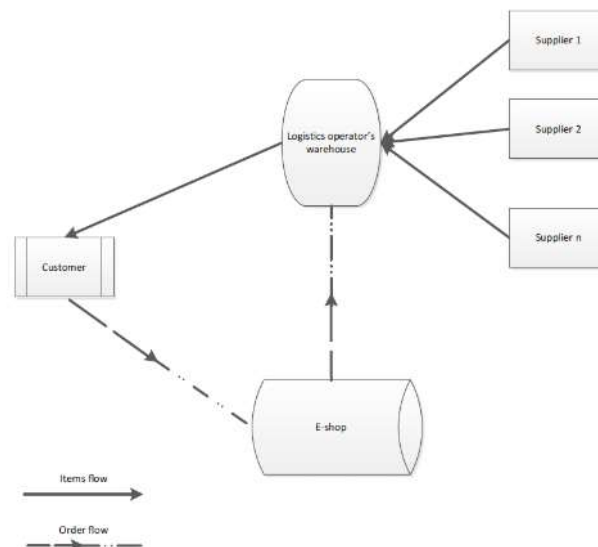 Supplier 1
Logistics operator's
warehouse
Supplier 2
Supplier n
Customer
E-shop
Items flow
Order flow